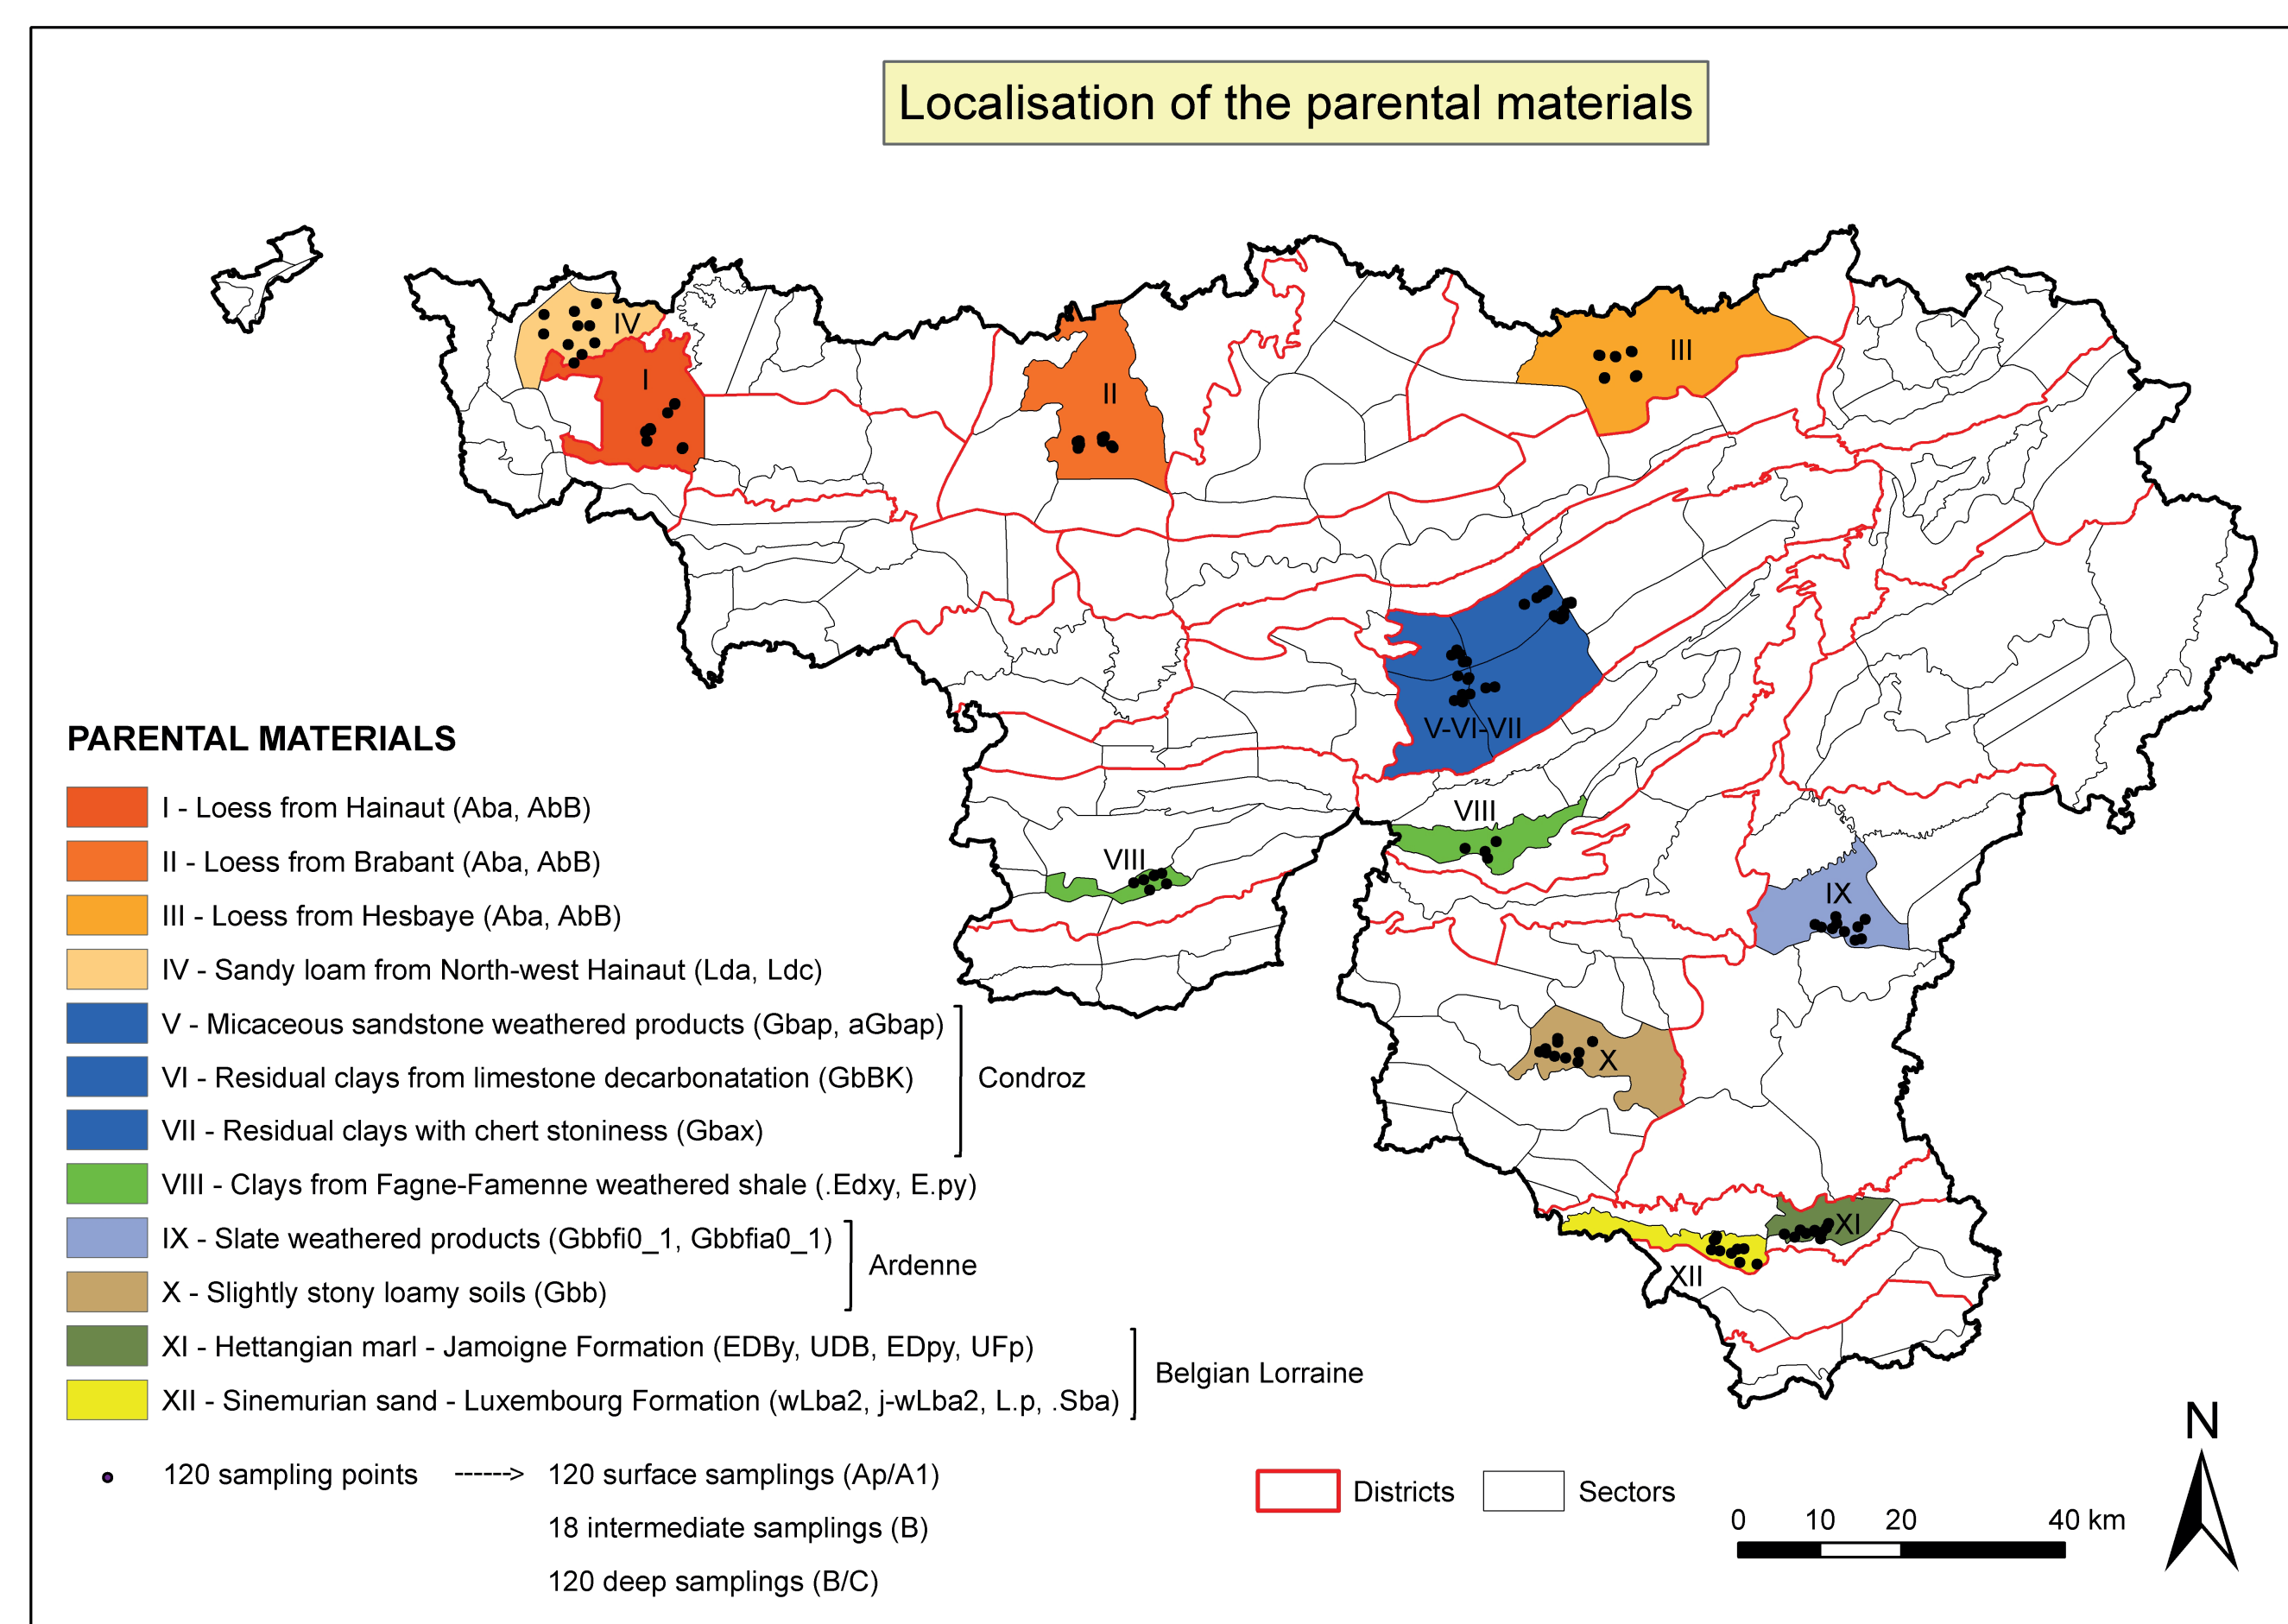 Localisation of the parental materials
IV
I
II
III
V-VI-VII
VIII
VIII
IX
X
XI
XII
PARENTAL MATERIALS
I - Loess from Hainaut (Aba, AbB)
II - Loess from Brabant (Aba, AbB)
III - Loess from Hesbaye (Aba, AbB)
IV - Sandy loam from North-west Hainaut (Lda, Ldc)
V - Micaceous sandstone weathered products (Gbap, aGbap)
VI - Residual clays from limestone decarbonatation (GbBK)
Condroz
VII - Residual clays with chert stoniness (Gbax)
VIII - Clays from Fagne-Famenne weathered shale (.Edxy, E.py)
IX - Slate weathered products (Gbbfi0_1, Gbbfia0_1)
Ardenne
X - Slightly stony loamy soils (Gbb)
XI - Hettangian marl - Jamoigne Formation (EDBy, UDB, EDpy, UFp)
Belgian Lorraine
XII - Sinemurian sand - Luxembourg Formation (wLba2, j-wLba2, L.p, .Sba)
120 sampling points ------> 120 surface samplings (Ap/A1)
18 intermediate samplings (B)
120 deep samplings (B/C)
Districts
Sectors
0 10 20 40 km
N